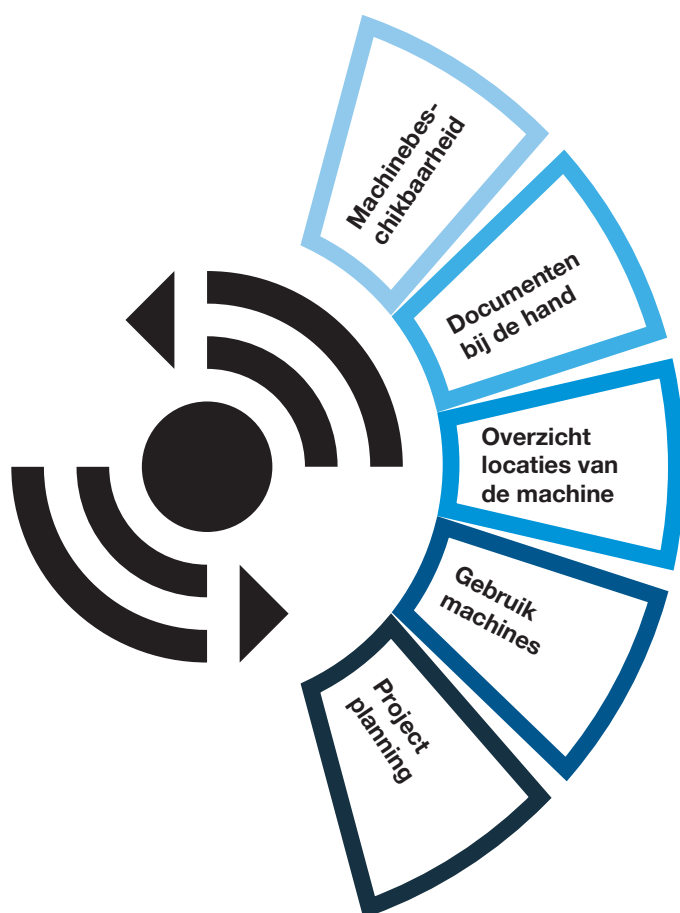 Machinebes-
chikbaarheid
Documenten
bij de hand
Overzicht
locaties van
de machine
Gebruik
machines
Project
planning